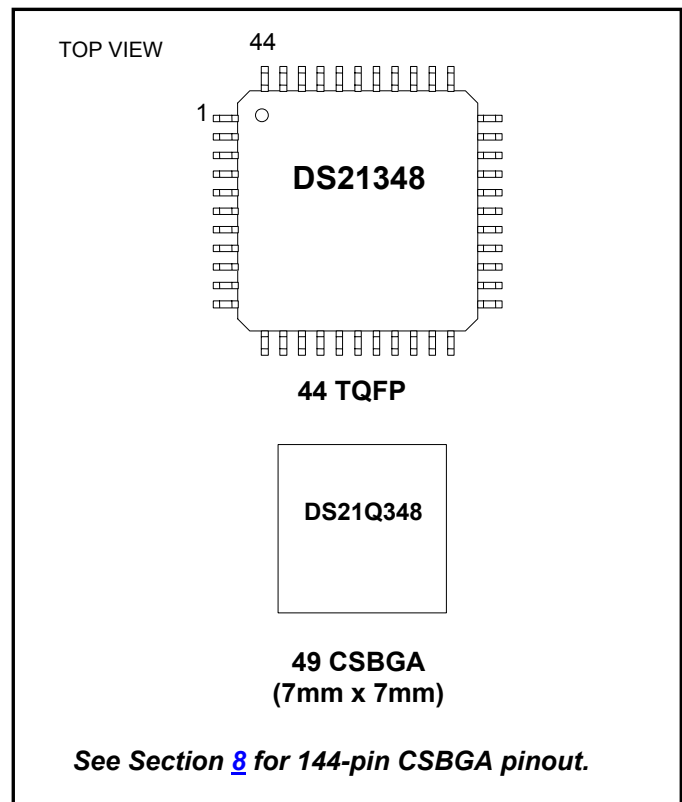 TOP VIEW
44
1
DS21348
44 TQFP
DS21Q348
49 CSBGA
(7mm x 7mm)
See Section 8 for 144-pin CSBGA pinout.